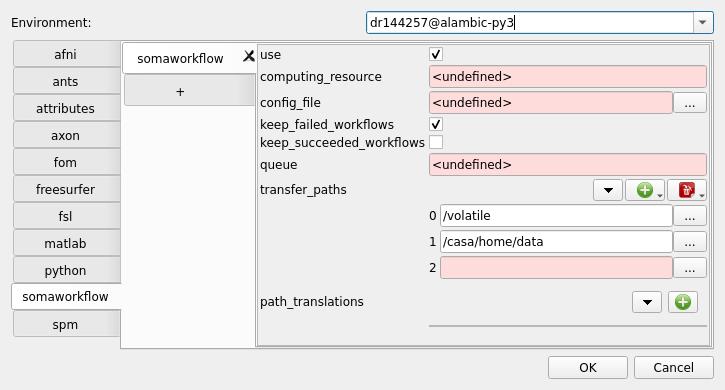 Environment: dr144257@alambic-py3
afni
ants
attributes
axon
fom
freesurfer
fsl
matlab
python
somaworkflow
spm
somaworkflow
+
use
computing_resource <undefined>
config_file <undefined> ...
keep_failed_workflows
keep_succeeded_workflows
queue <undefined>
transfer_paths
0 /volatile ...
1 /casa/home/data ...
2 ...
path_translations
OK Cancel